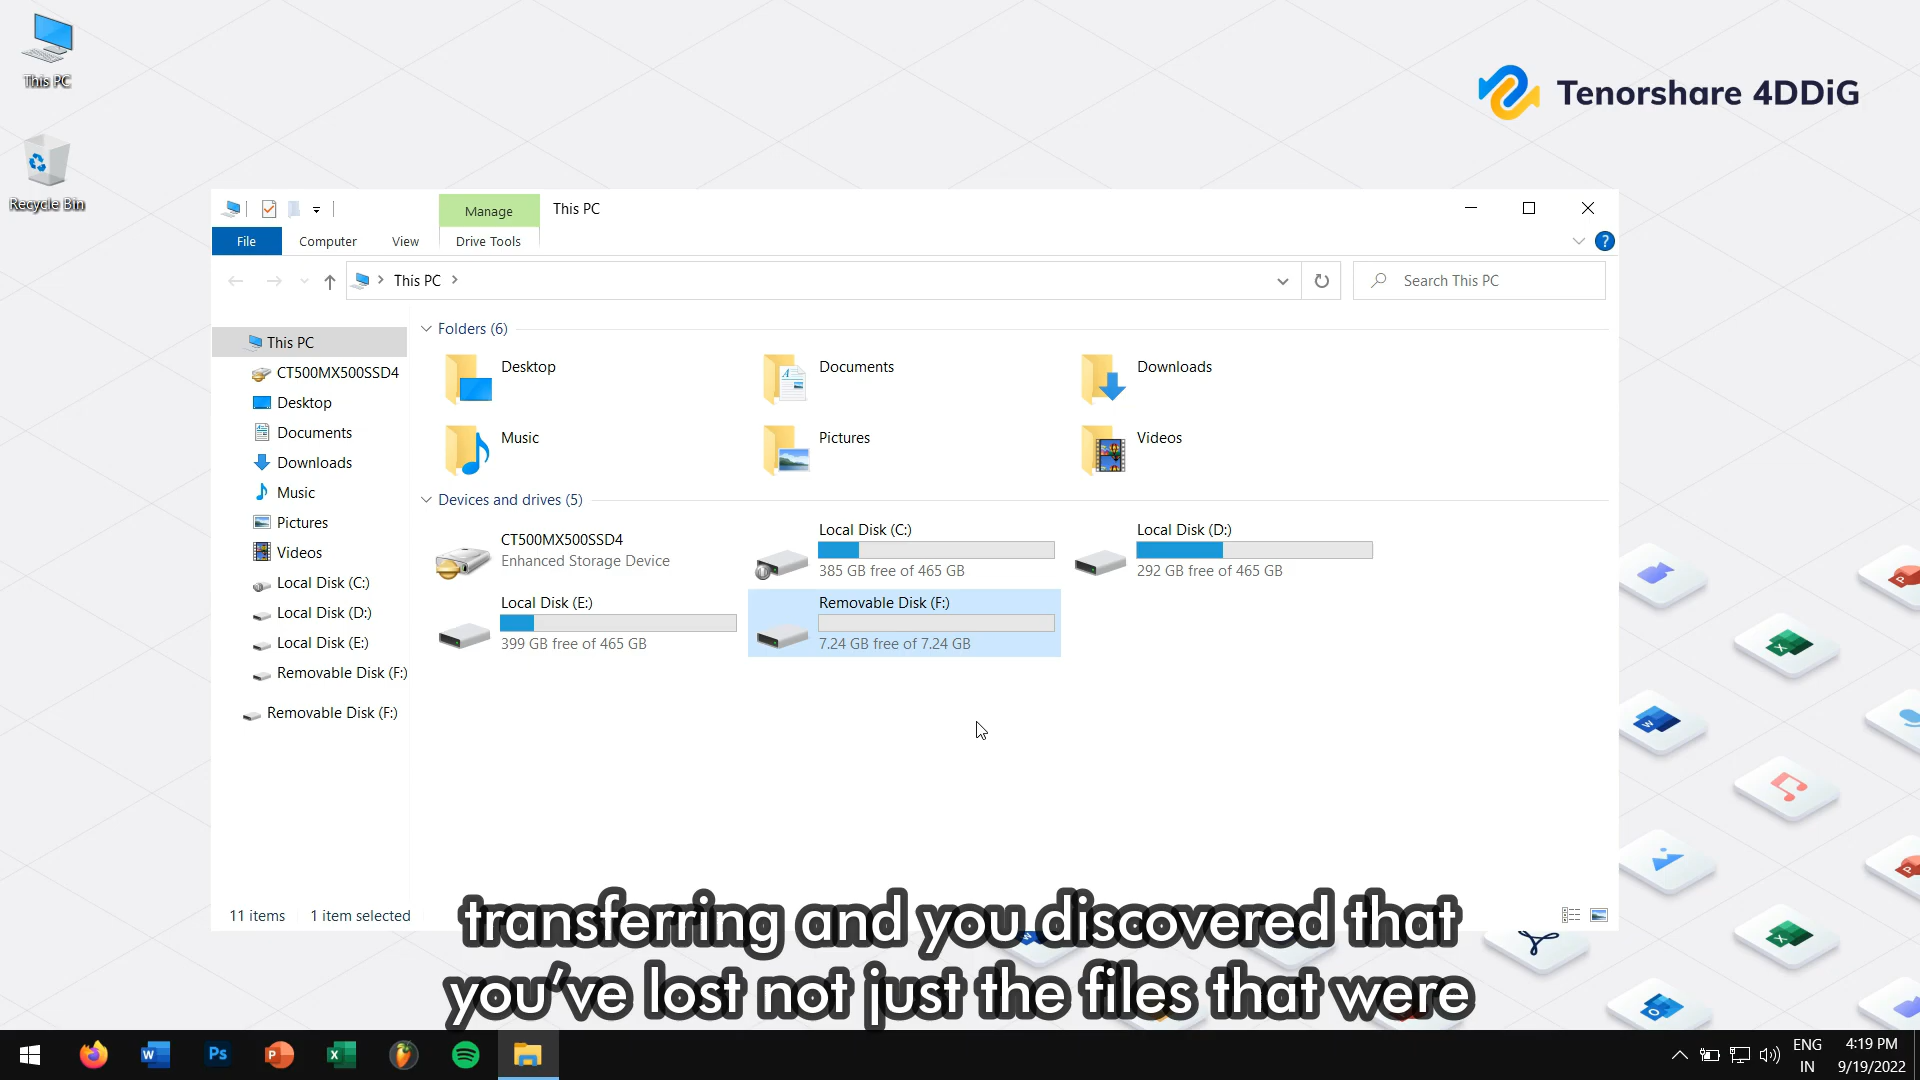 This PC
Recycle Bin
Tenorshare 4DDiG
Manage
This PC
File
Computer
View
Drive Tools
?
This PC
Search This PC
This PC
CT500MX500SSD4
Desktop
Documents
Downloads
Music
Pictures
Videos
Local Disk (C:)
Local Disk (D:)
Local Disk (E:)
Removable Disk (F:)
Removable Disk (F:)
Folders (6)
Desktop
Documents
Downloads
Music
Pictures
Videos
Devices and drives (5)
CT500MX500SSD4
Enhanced Storage Device
Local Disk (C:)
385 GB free of 465 GB
Local Disk (D:)
292 GB free of 465 GB
Local Disk (E:)
399 GB free of 465 GB
Removable Disk (F:)
7.24 GB free of 7.24 GB
11 items
1 item selected
transferring and you discovered that
you've lost not just the files that were
W
Ps
P
X
ENG
IN
4:19 PM
9/19/2022